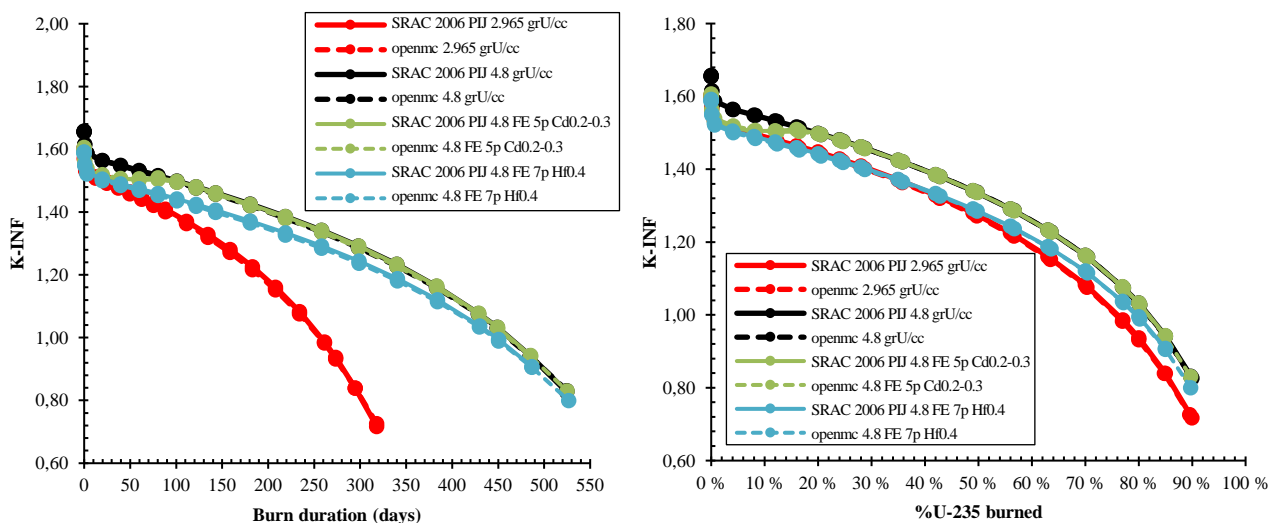 2,00
1,80
1,60
1,40
1,20
1,00
0,80
0,60
K-INF
0 50 100 150 200 250 300 350 400 450 500 550
Burn duration (days)
SRAC 2006 PIJ 2.965 grU/cc
openmc 2.965 grU/cc
SRAC 2006 PIJ 4.8 grU/cc
openmc 4.8 grU/cc
SRAC 2006 PIJ 4.8 FE 5p Cd0.2-0.3
openmc 4.8 FE 5p Cd0.2-0.3
SRAC 2006 PIJ 4.8 FE 7p Hf0.4
openmc 4.8 FE 7p Hf0.4
1,80
1,60
1,40
1,20
1,00
0,80
0,60
K-INF
0 % 10 % 20 % 30 % 40 % 50 % 60 % 70 % 80 % 90 % 100 %
%U-235 burned
SRAC 2006 PIJ 2.965 grU/cc
openmc 2.965 grU/cc
SRAC 2006 PIJ 4.8 grU/cc
openmc 4.8 grU/cc
SRAC 2006 PIJ 4.8 FE 5p Cd0.2-0.3
openmc 4.8 FE 5p Cd0.2-0.3
SRAC 2006 PIJ 4.8 FE 7p Hf0.4
openmc 4.8 FE 7p Hf0.4